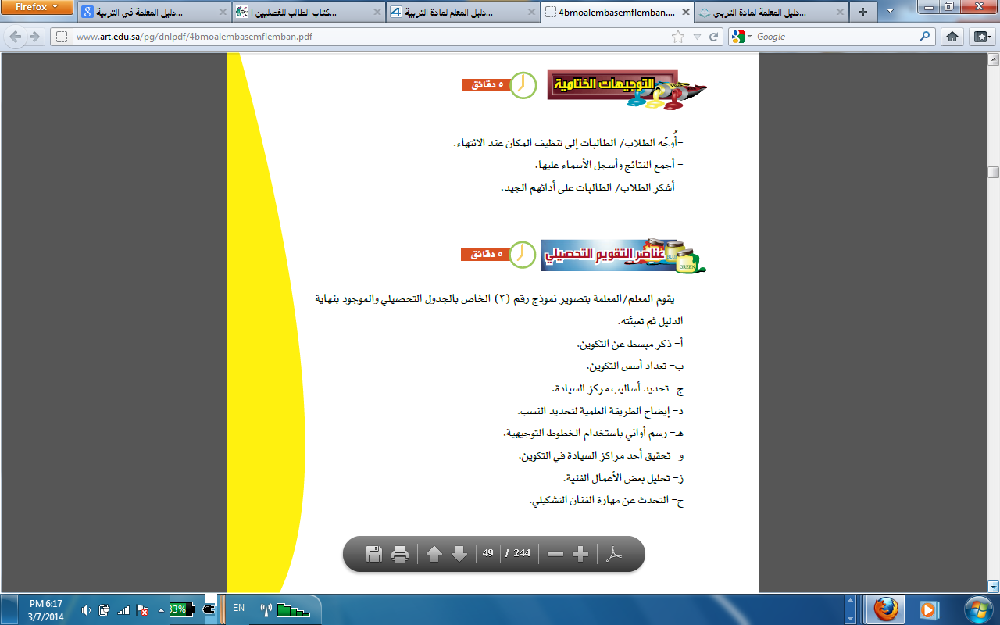 Firefox
دليل المعلمة في التربية...
كتاب الطالب للفصليين ا...
دليل المعلم لمادة التربية...
4bmoalembasemflemban....
دليل المعلمة لمادة التربي...
www.art.edu.sa/pg/dnlpdf/4bmoalembasemflemban.pdf
Google
التوجيهات الختامية
٥ دقائق
-أُوجّه الطلاب/ الطالبات إلى تنظيف المكان عند الانتهاء.
- أجمع النتائج وأسجل الأسماء عليها.
- أشكر الطلاب/ الطالبات على أدائهم الجيد.
عناصر التقويم التحصيلي
BLUE
GREEN
٥ دقائق
- يقوم المعلم/المعلمة بتصوير نموذج رقم (٢) الخاص بالجدول التحصيلي والموجود بنهاية
الدليل ثم تعبئته.
أ- ذكر مبسط عن التكوين.
ب- تعداد أسس التكوين.
ج- تحديد أساليب مركز السيادة.
د- إيضاح الطريقة العلمية لتحديد النسب.
هـ- رسم أواني باستخدام الخطوط التوجيهية.
و- تحقيق أحد مراكز السيادة في التكوين.
ز- تحليل بعض الأعمال الفنية.
ح- التحدث عن مهارة الفنان التشكيلي.
49 / 244
PM 6:17
3/7/2014
33%
EN